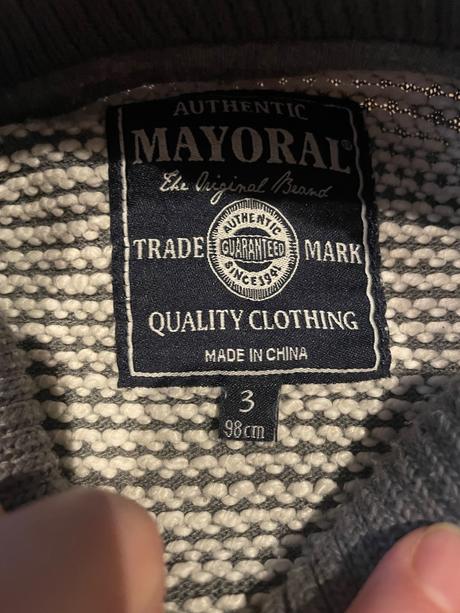 AUTHENTIC
MAYORAL®
The Original Brand
AUTHENTIC
TRADE GUARANTEED MARK
SINCE 1941
QUALITY CLOTHING
MADE IN CHINA
3
98cm